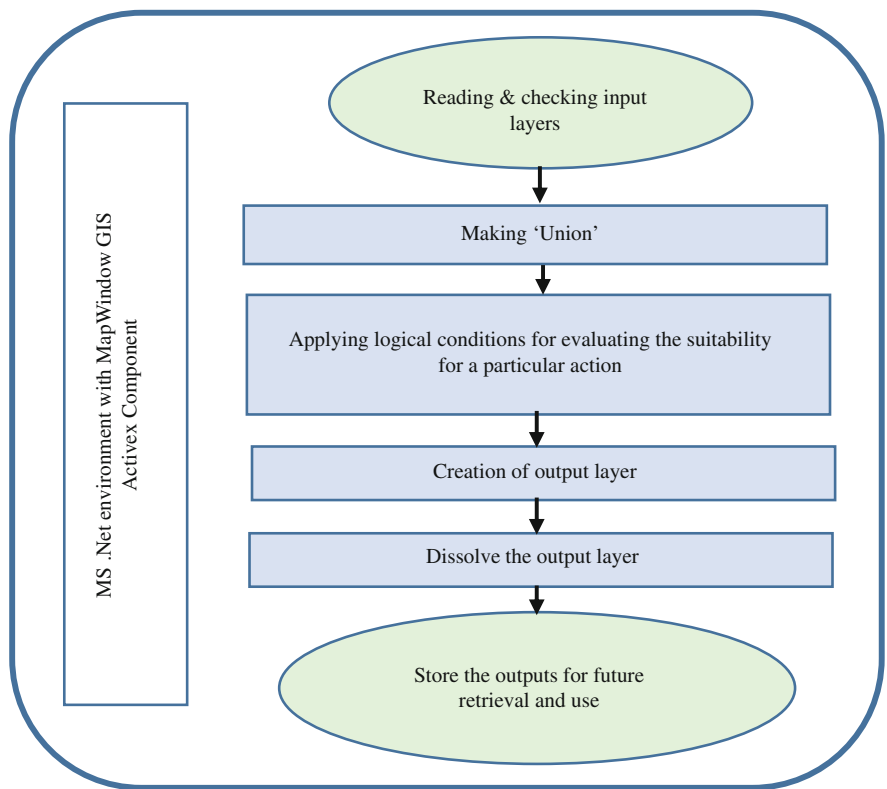 MS .Net environment with MapWindow GIS
Activex Component
Reading & checking input
layers
Making ‘Union’
Applying logical conditions for evaluating the suitability
for a particular action
Creation of output layer
Dissolve the output layer
Store the outputs for future
retrieval and use